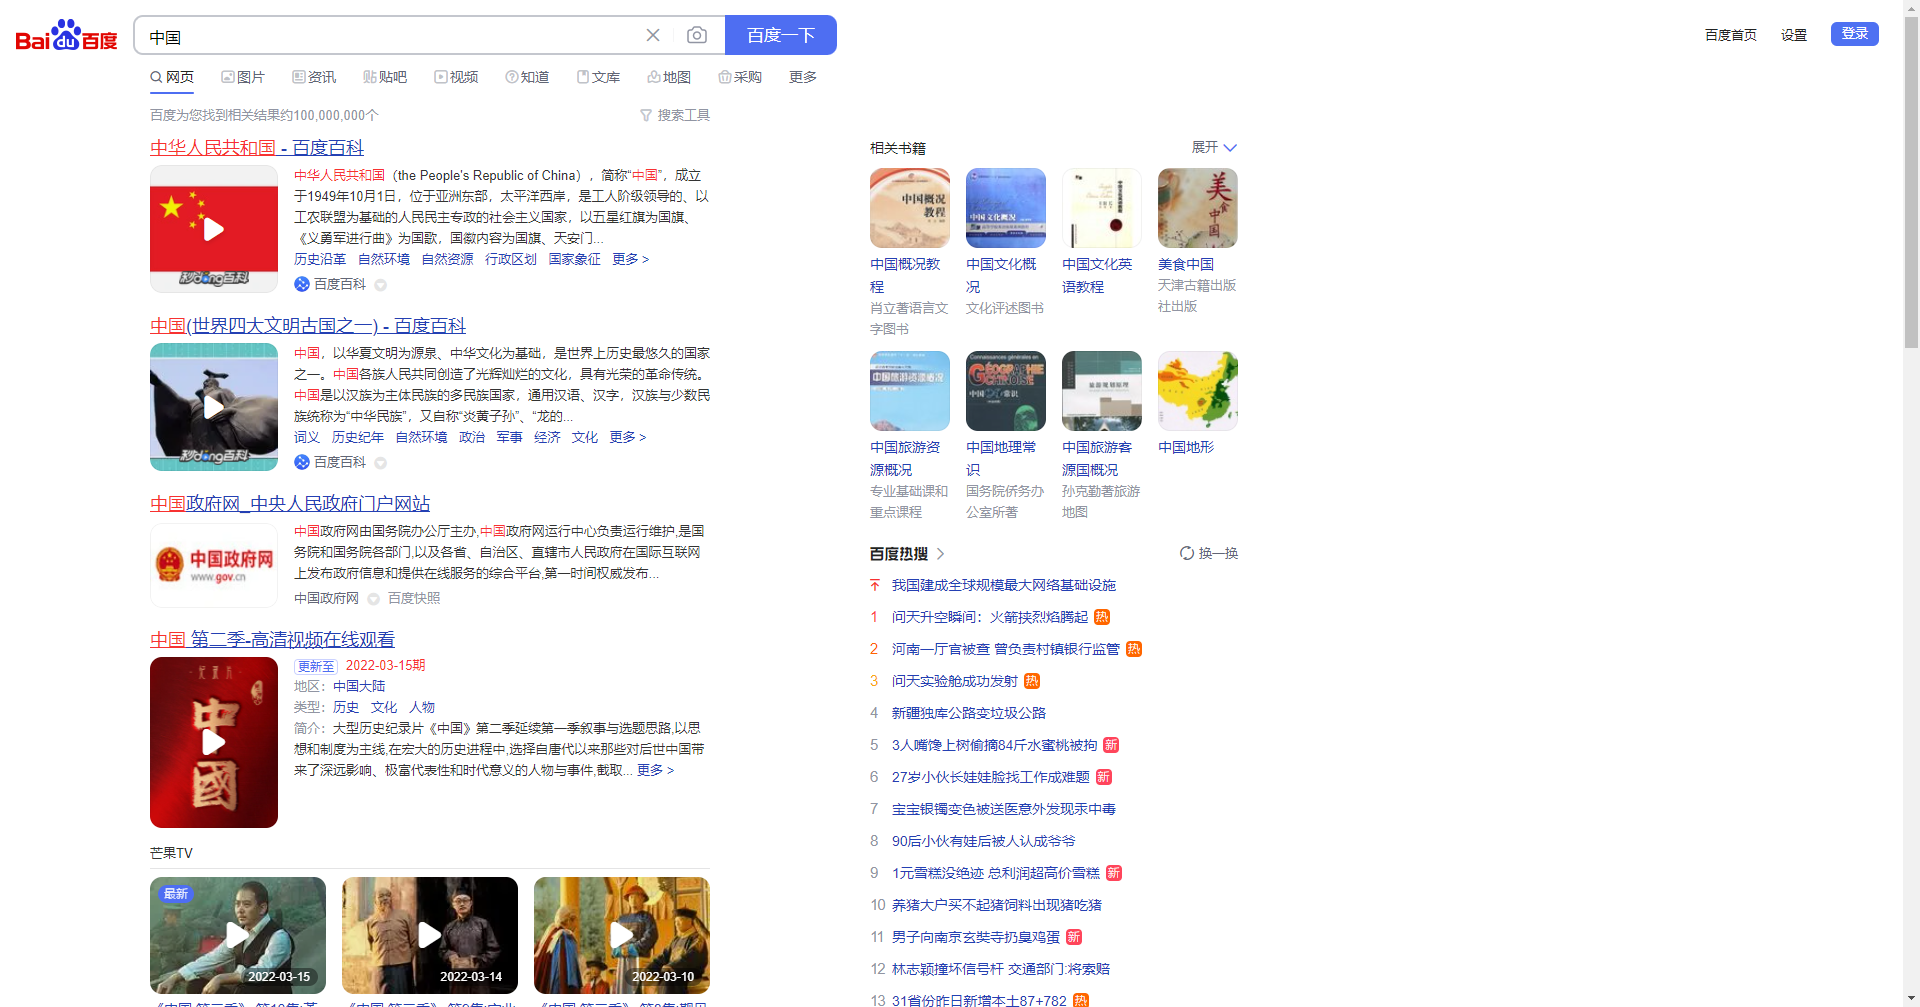 Bai du 百度
中国
百度一下
百度首页 设置 登录
网页 图片 资讯 贴吧 视频 知道 文库 地图 采购 更多
百度为您找到相关结果约100,000,000个
搜索工具
中华人民共和国 - 百度百科
中华人民共和国（the People's Republic of China），简称“中国”，成立
于1949年10月1日，位于亚洲东部，太平洋西岸，是工人阶级领导的、以
工农联盟为基础的人民民主专政的社会主义国家，以五星红旗为国旗、
《义勇军进行曲》为国歌，国徽内容为国旗、天安门...
历史沿革 自然环境 自然资源 行政区划 国家象征 更多 >
秒dong百科
百度百科
中国(世界四大文明古国之一) - 百度百科
中国，以华夏文明为源泉、中华文化为基础，是世界上历史最悠久的国家
之一。中国各族人民共同创造了光辉灿烂的文化，具有光荣的革命传统。
中国是以汉族为主体民族的多民族国家，通用汉语、汉字，汉族与少数民
族统称为“中华民族”，又自称“炎黄子孙”、“龙的...
词义 历史纪年 自然环境 政治 军事 经济 文化 更多 >
秒dong百科
百度百科
中国政府网_中央人民政府门户网站
中国政府网
www.gov.cn
中国政府网由国务院办公厅主办,中国政府网运行中心负责运行维护,是国
务院和国务院各部门,以及各省、自治区、直辖市人民政府在国际互联网
上发布政府信息和提供在线服务的综合平台,第一时间权威发布...
中国政府网 百度快照
中国 第二季-高清视频在线观看
中國
更新至 2022-03-15期
地区：中国大陆
类型：历史 文化 人物
简介：大型历史纪录片《中国》第二季延续第一季叙事与选题思路,以思
想和制度为主线,在宏大的历史进程中,选择自唐代以来那些对后世中国带
来了深远影响、极富代表性和时代意义的人物与事件,截取... 更多 >
芒果TV
最新
2022-03-15
2022-03-14
2022-03-10
相关书籍
展开
中国概况教程
中国文化概况
美食中国
中国概况教
程
肖立著语言文
字图书
中国文化概
况
文化评述图书
中国文化英
语教程
美食中国
天津古籍出版
社出版
中国旅游资源概况
Connaissances générales en
GÉOGRAPHIE
CHINOISE
中国地理常识
中国旅游资
源概况
专业基础课和
重点课程
中国地理常
识
国务院侨务办
公室所著
中国旅游客
源国概况
孙克勤著旅游
地图
中国地形
百度热搜
换一换
我国建成全球规模最大网络基础设施
1 问天升空瞬间：火箭挟烈焰腾起 热
2 河南一厅官被查 曾负责村镇银行监管 热
3 问天实验舱成功发射 热
4 新疆独库公路变垃圾公路
5 3人嘴馋上树偷摘84斤水蜜桃被拘 新
6 27岁小伙长娃娃脸找工作成难题 新
7 宝宝银镯变色被送医意外发现汞中毒
8 90后小伙有娃后被人认成爷爷
9 1元雪糕没绝迹 总利润超高价雪糕 新
10 养猪大户买不起猪饲料出现猪吃猪
11 男子向南京玄奘寺扔臭鸡蛋 新
12 林志颖撞坏信号杆 交通部门:将索赔
13 31省份昨日新增本土87+782 热